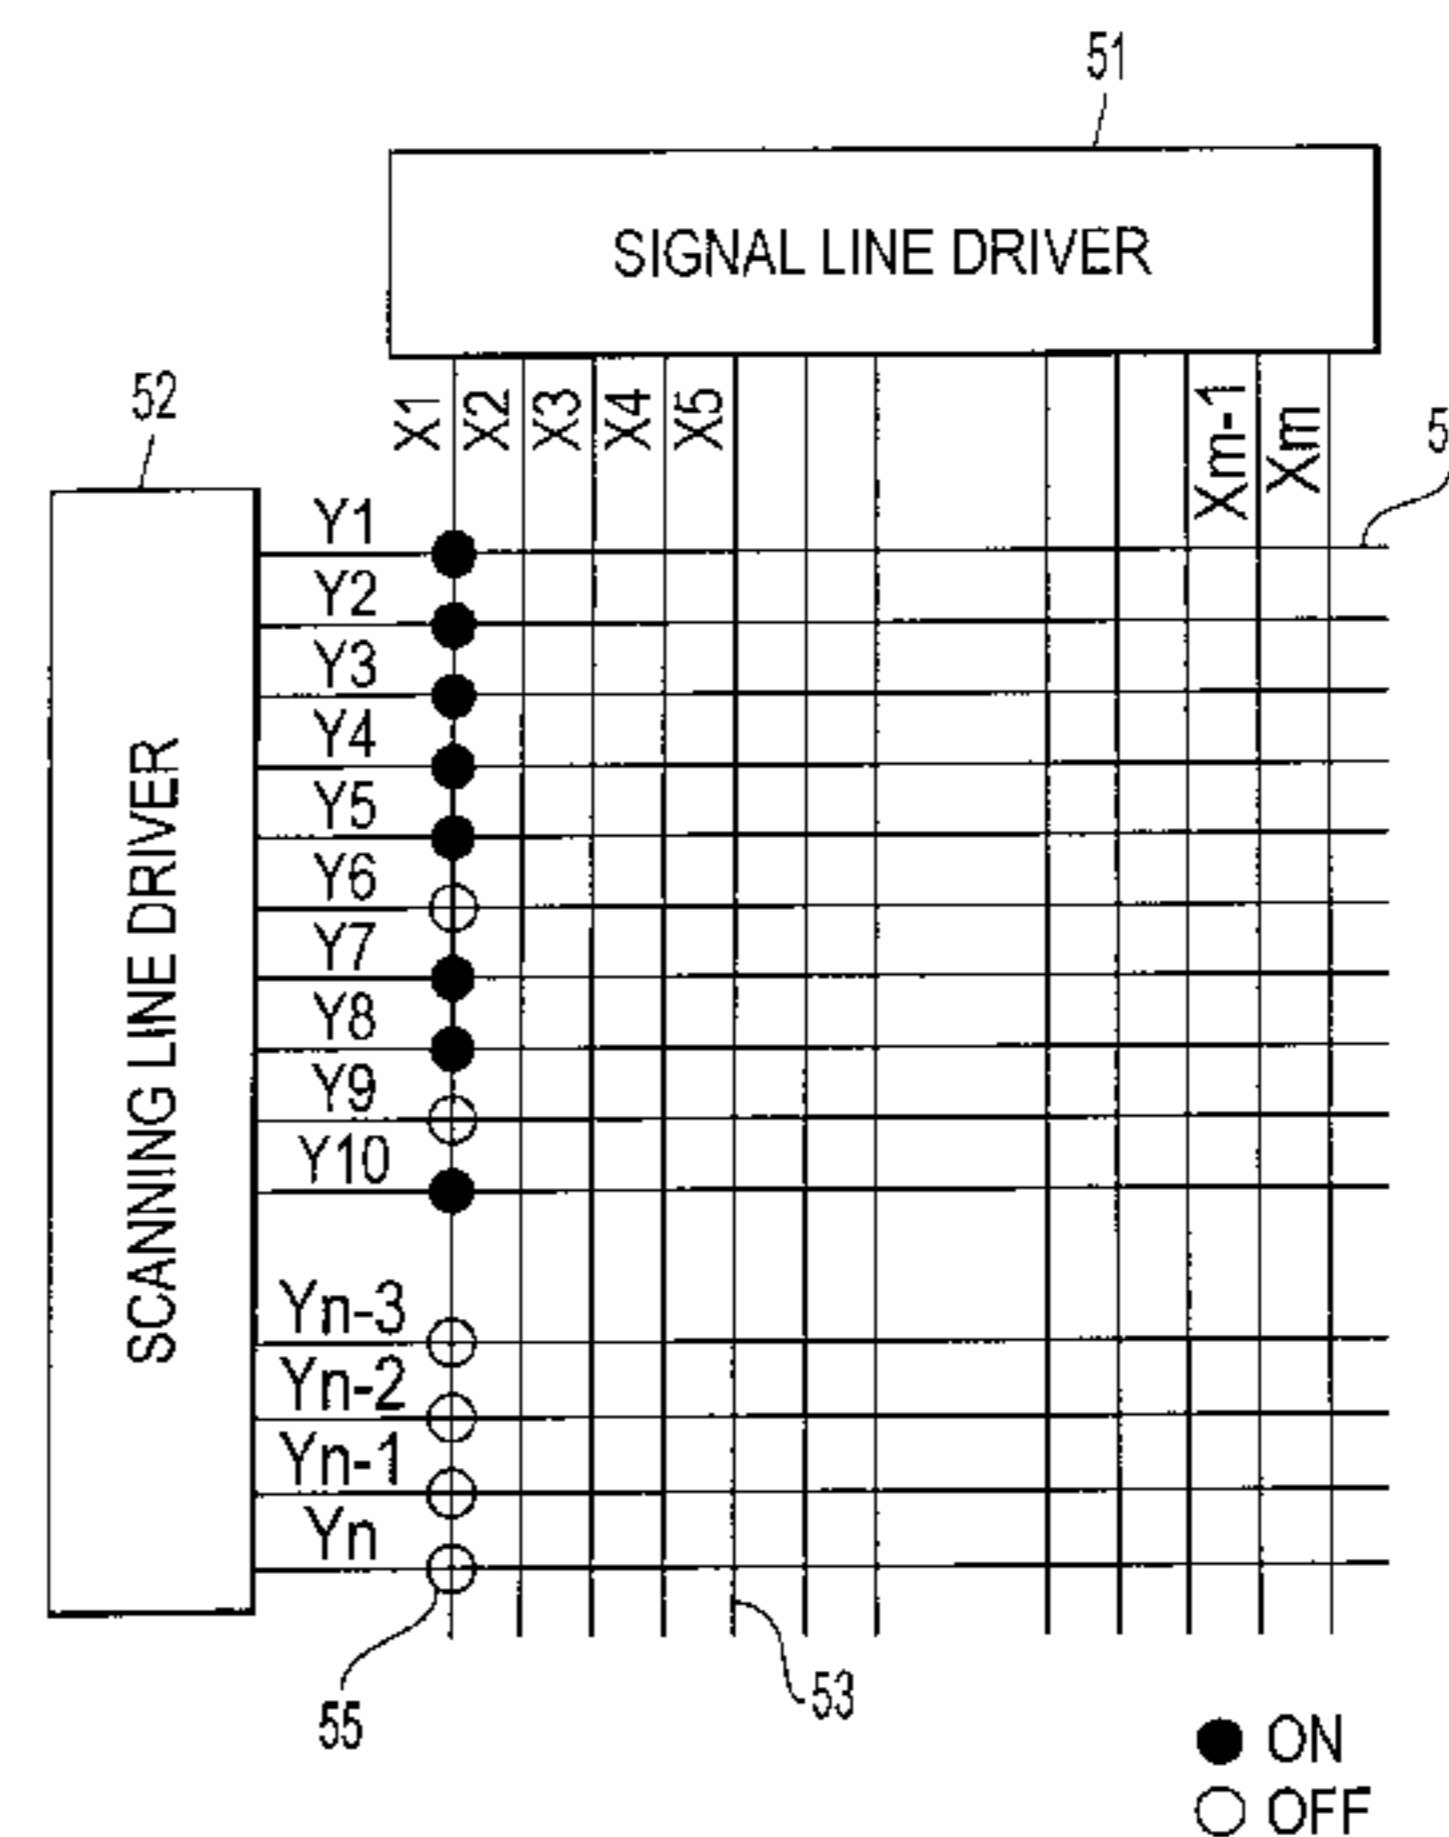 51
SIGNAL LINE DRIVER
52
X1
X2
X3
X4
X5
Xm-1
Xm
5
SCANNING LINE DRIVER
Y1
Y2
Y3
Y4
Y5
Y6
Y7
Y8
Y9
Y10
Yn-3
Yn-2
Yn-1
Yn
55
53
ON
OFF